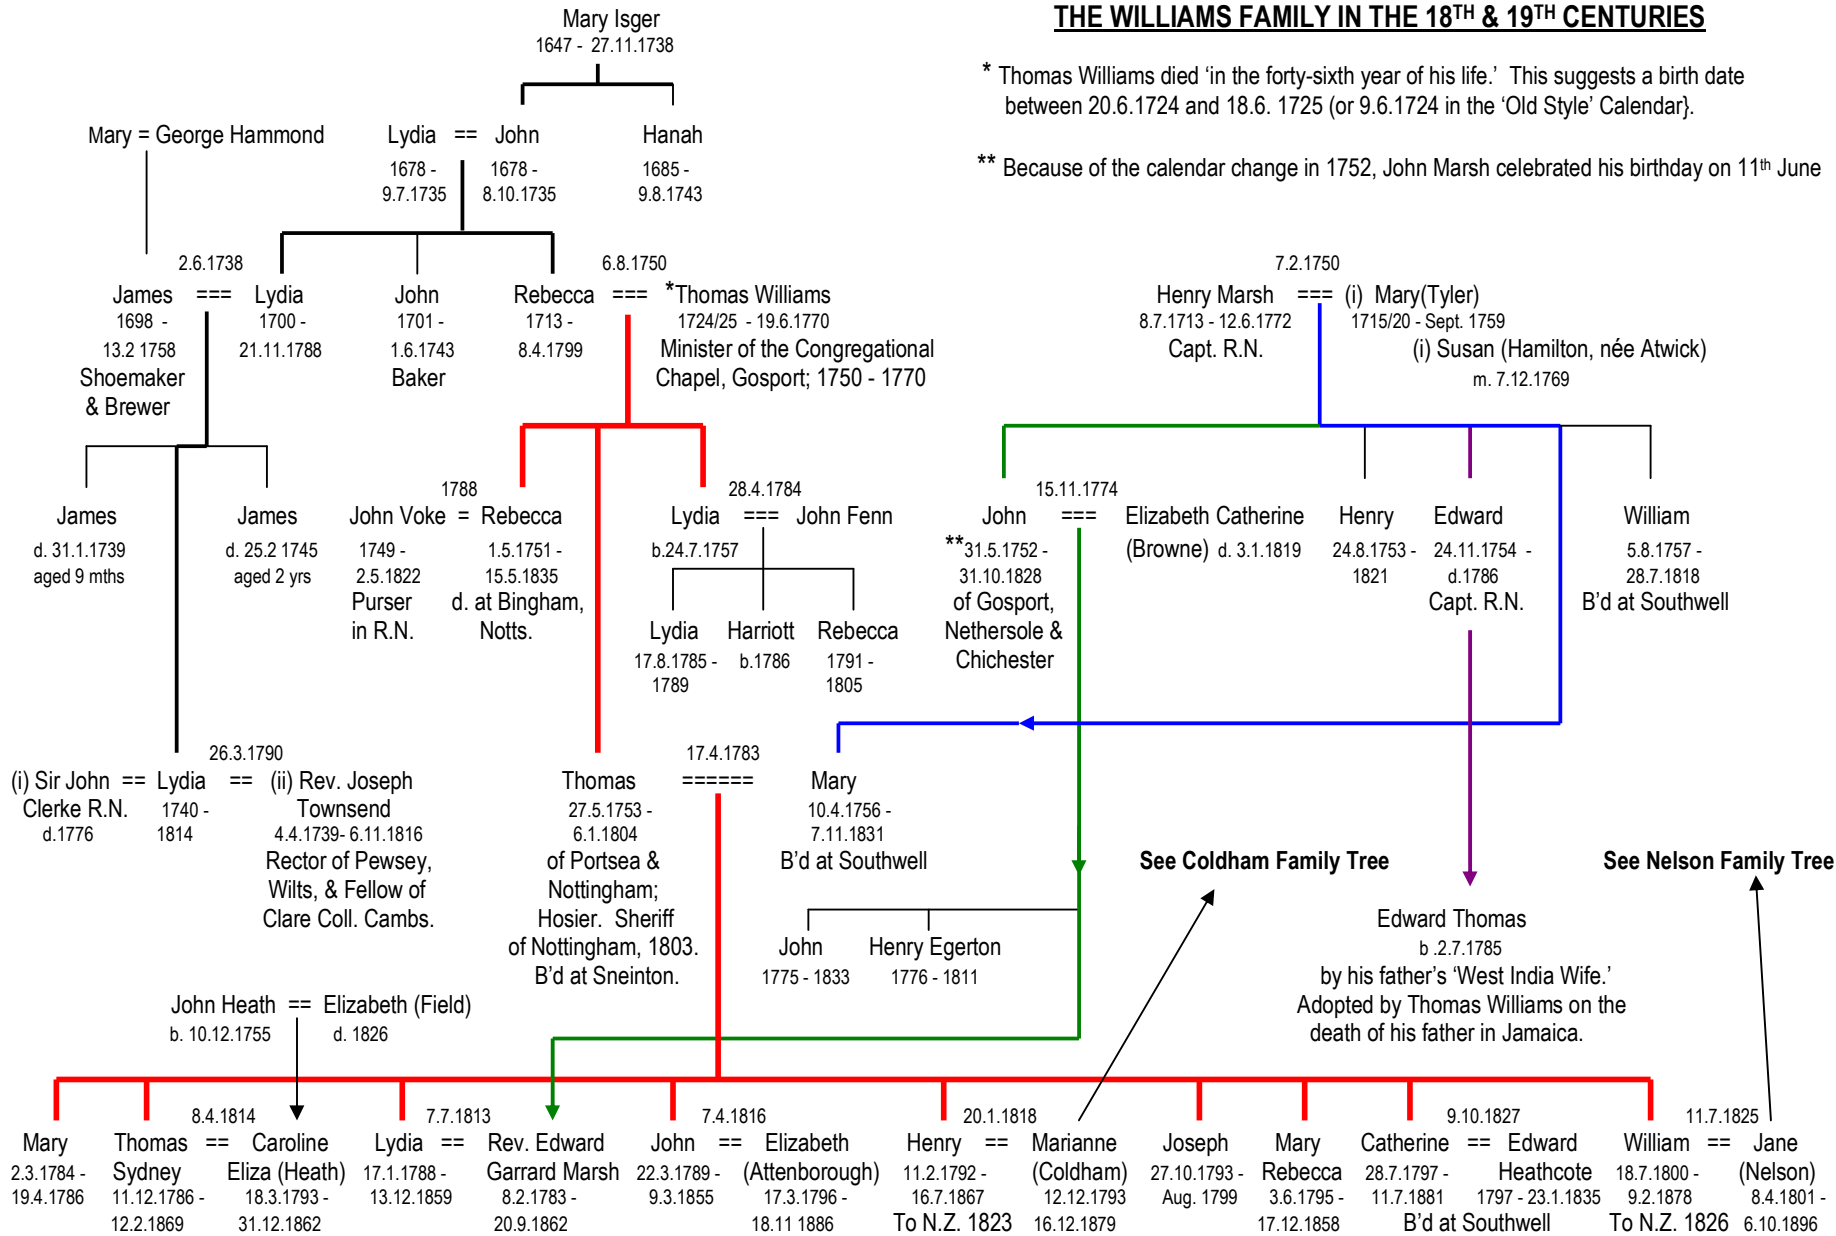 THE WILLIAMS FAMILY IN THE 18TH & 19TH CENTURIES
* Thomas Williams died ‘in the forty-sixth year of his life.’ This suggests a birth date
between 20.6.1724 and 18.6. 1725 (or 9.6.1724 in the ‘Old Style’ Calendar}.
** Because of the calendar change in 1752, John Marsh celebrated his birthday on 11th June
Mary Isger
1647 - 27.11.1738
Mary = George Hammond
Lydia == John
Hanah
1678 -
9.7.1735
1678 -
8.10.1735
1685 -
9.8.1743
2.6.1738
James === Lydia
1698 -
13.2 1758
Shoemaker
& Brewer
1700 -
21.11.1788
John
1701 -
1.6.1743
Baker
6.8.1750
Rebecca === *Thomas Williams
1713 -
8.4.1799
1724/25 - 19.6.1770
Minister of the Congregational
Chapel, Gosport; 1750 - 1770
7.2.1750
Henry Marsh === (i) Mary(Tyler)
8.7.1713 - 12.6.1772
Capt. R.N.
1715/20 - Sept. 1759
(i) Susan (Hamilton, née Atwick)
m. 7.12.1769
James
d. 31.1.1739
aged 9 mths
James
d. 25.2 1745
aged 2 yrs
1788
John Voke = Rebecca
1749 -
2.5.1822
Purser
in R.N.
1.5.1751 -
15.5.1835
d. at Bingham,
Notts.
28.4.1784
Lydia === John Fenn
b.24.7.1757
Lydia
17.8.1785 -
1789
Harriott
b.1786
Rebecca
1791 -
1805
15.11.1774
John === Elizabeth Catherine
(Browne) d. 3.1.1819
**31.5.1752 -
31.10.1828
of Gosport,
Nethersole &
Chichester
Henry
24.8.1753 -
1821
Edward
24.11.1754 -
d.1786
Capt. R.N.
William
5.8.1757 -
28.7.1818
B’d at Southwell
26.3.1790
(i) Sir John == Lydia == (ii) Rev. Joseph
Clerke R.N.
d.1776
1740 -
1814
Townsend
4.4.1739- 6.11.1816
Rector of Pewsey,
Wilts, & Fellow of
Clare Coll. Cambs.
17.4.1783
Thomas ====== Mary
27.5.1753 -
6.1.1804
of Portsea &
Nottingham;
Hosier. Sheriff
of Nottingham, 1803.
B’d at Sneinton.
10.4.1756 -
7.11.1831
B’d at Southwell
See Coldham Family Tree
See Nelson Family Tree
John
1775 - 1833
Henry Egerton
1776 - 1811
Edward Thomas
b .2.7.1785
by his father’s ‘West India Wife.’
Adopted by Thomas Williams on the
death of his father in Jamaica.
John Heath == Elizabeth (Field)
b. 10.12.1755
d. 1826
Mary
2.3.1784 -
19.4.1786
8.4.1814
Thomas == Caroline
Sydney
11.12.1786 -
12.2.1869
Eliza (Heath)
18.3.1793 -
31.12.1862
7.7.1813
Lydia == Rev. Edward
17.1.1788 -
13.12.1859
Garrard Marsh
8.2.1783 -
20.9.1862
7.4.1816
John == Elizabeth
22.3.1789 -
9.3.1855
(Attenborough)
17.3.1796 -
18.11 1886
20.1.1818
Henry == Marianne
11.2.1792 -
16.7.1867
To N.Z. 1823
(Coldham)
12.12.1793
16.12.1879
Joseph
27.10.1793 -
Aug. 1799
Mary
Rebecca
3.6.1795 -
17.12.1858
9.10.1827
Catherine == Edward
28.7.1797 -
11.7.1881
Heathcote
1797 - 23.1.1835
B’d at Southwell
11.7.1825
William == Jane
18.7.1800 -
9.2.1878
To N.Z. 1826
(Nelson)
8.4.1801 -
6.10.1896